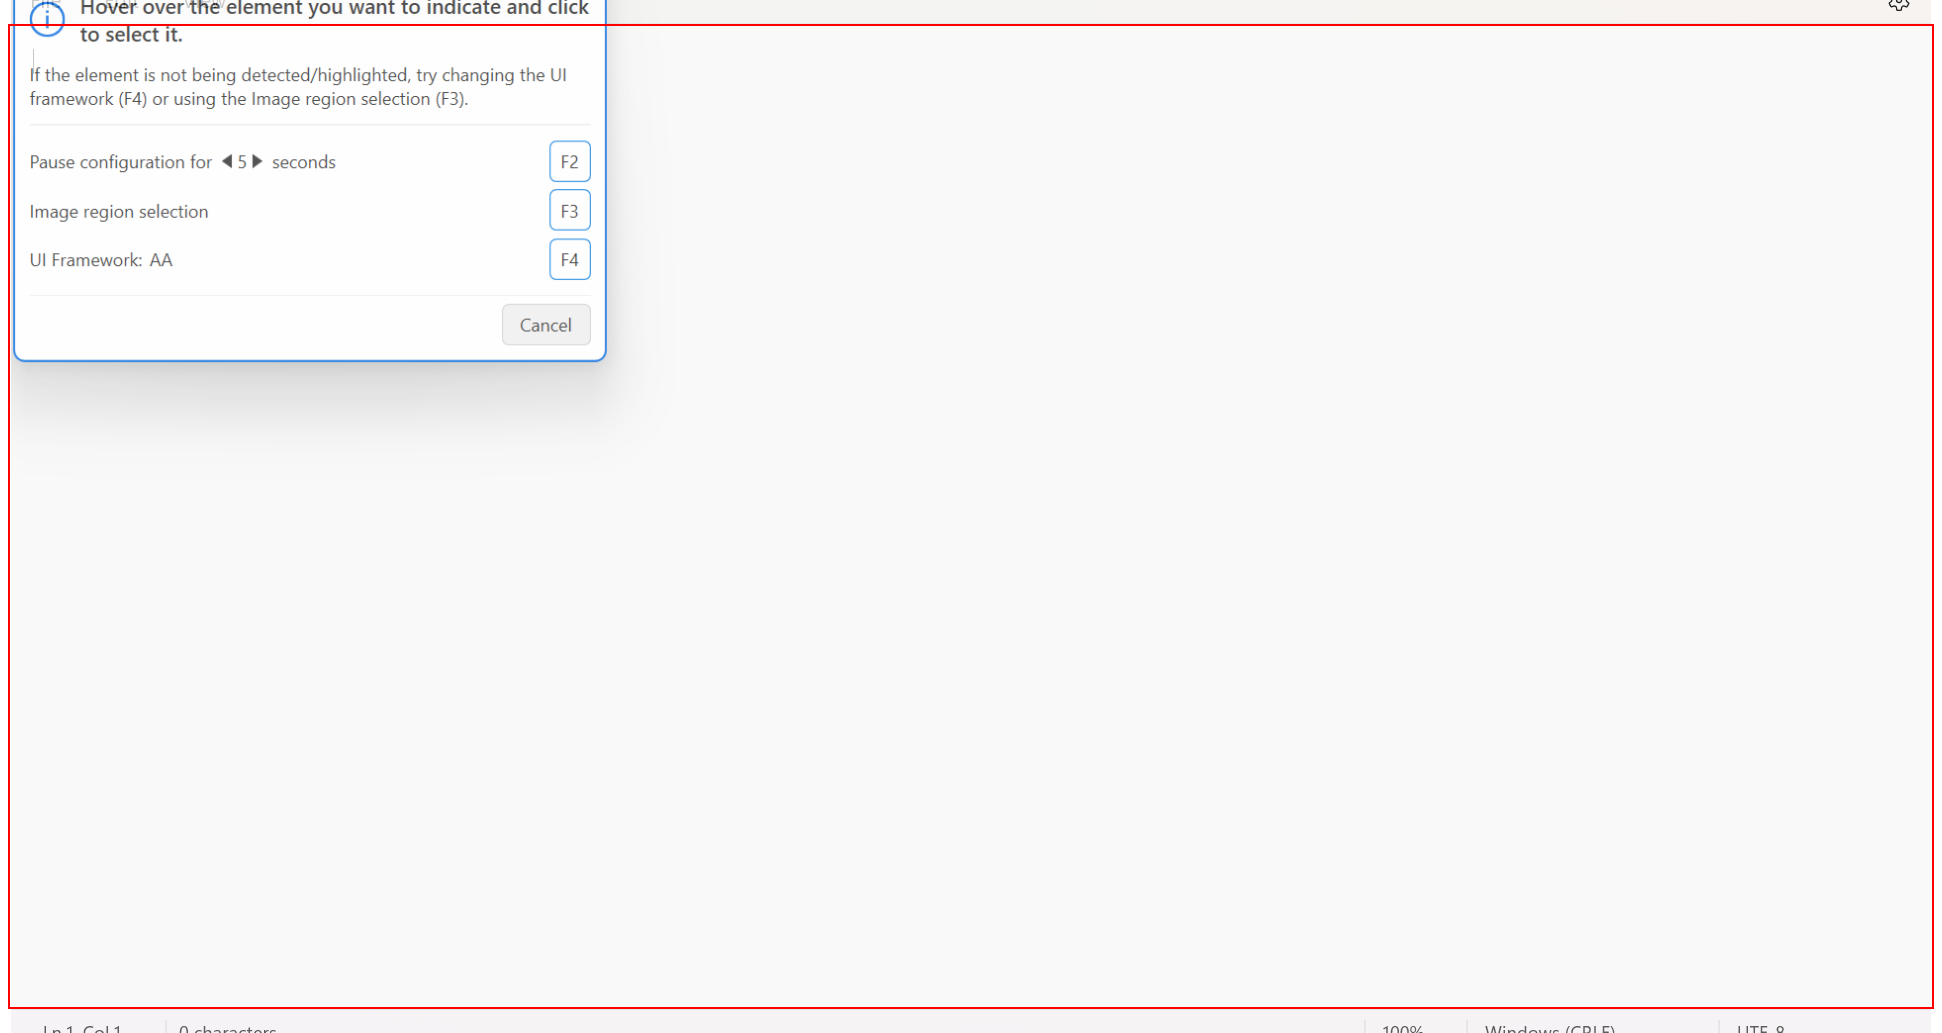 Hover over the element you want to indicate and click
to select it.
If the element is not being detected/highlighted, try changing the UI
framework (F4) or using the Image region selection (F3).
Pause configuration for 5 seconds F2
Image region selection F3
UI Framework: AA F4
Cancel
Ln 1, Col 1 0 characters 100% Windows (CRLF) UTF-8